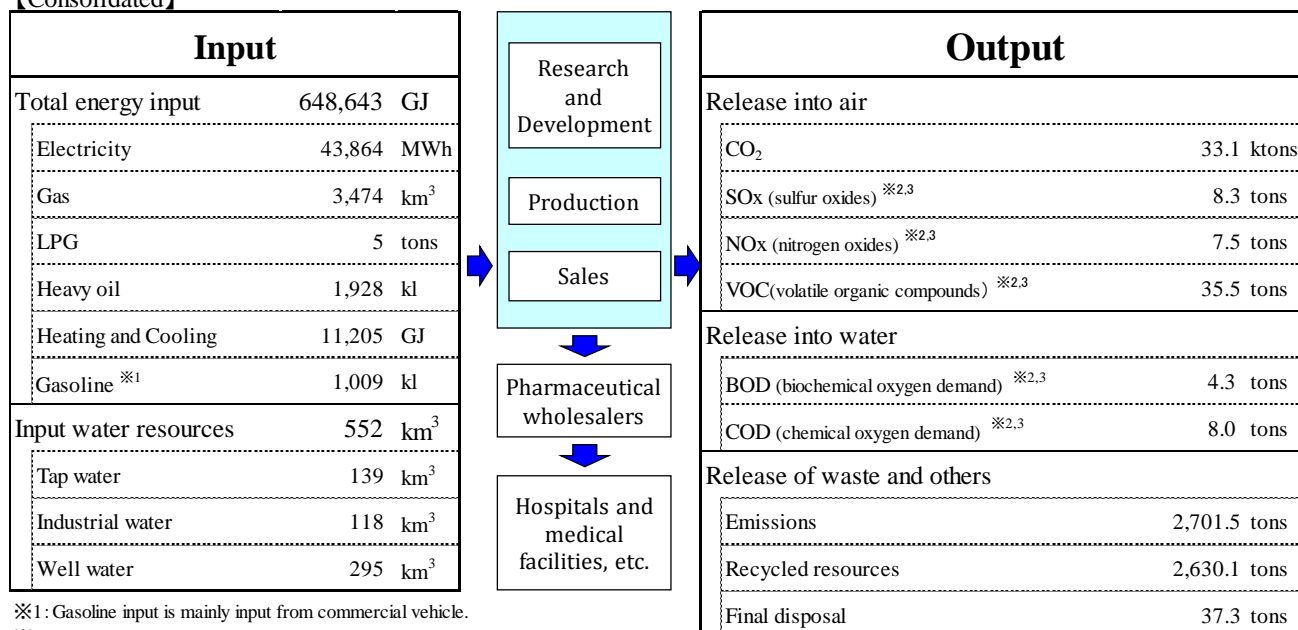 【Consolidated】
Input
Total energy input 648,643 GJ
Electricity 43,864 MWh
Gas 3,474 km³
LPG 5 tons
Heavy oil 1,928 kl
Heating and Cooling 11,205 GJ
Gasoline ※1 1,009 kl
Input water resources 552 km³
Tap water 139 km³
Industrial water 118 km³
Well water 295 km³
※1: Gasoline input is mainly input from commercial vehicle.
Research
and
Development
Production
Sales
Pharmaceutical
wholesalers
Hospitals and
medical
facilities, etc.
Output
Release into air
CO₂ 33.1 ktons
SOx (sulfur oxides) ※2,3 8.3 tons
NOx (nitrogen oxides) ※2,3 7.5 tons
VOC(volatile organic compounds) ※2,3 35.5 tons
Release into water
BOD (biochemical oxygen demand) ※2,3 4.3 tons
COD (chemical oxygen demand) ※2,3 8.0 tons
Release of waste and others
Emissions 2,701.5 tons
Recycled resources 2,630.1 tons
Final disposal 37.3 tons